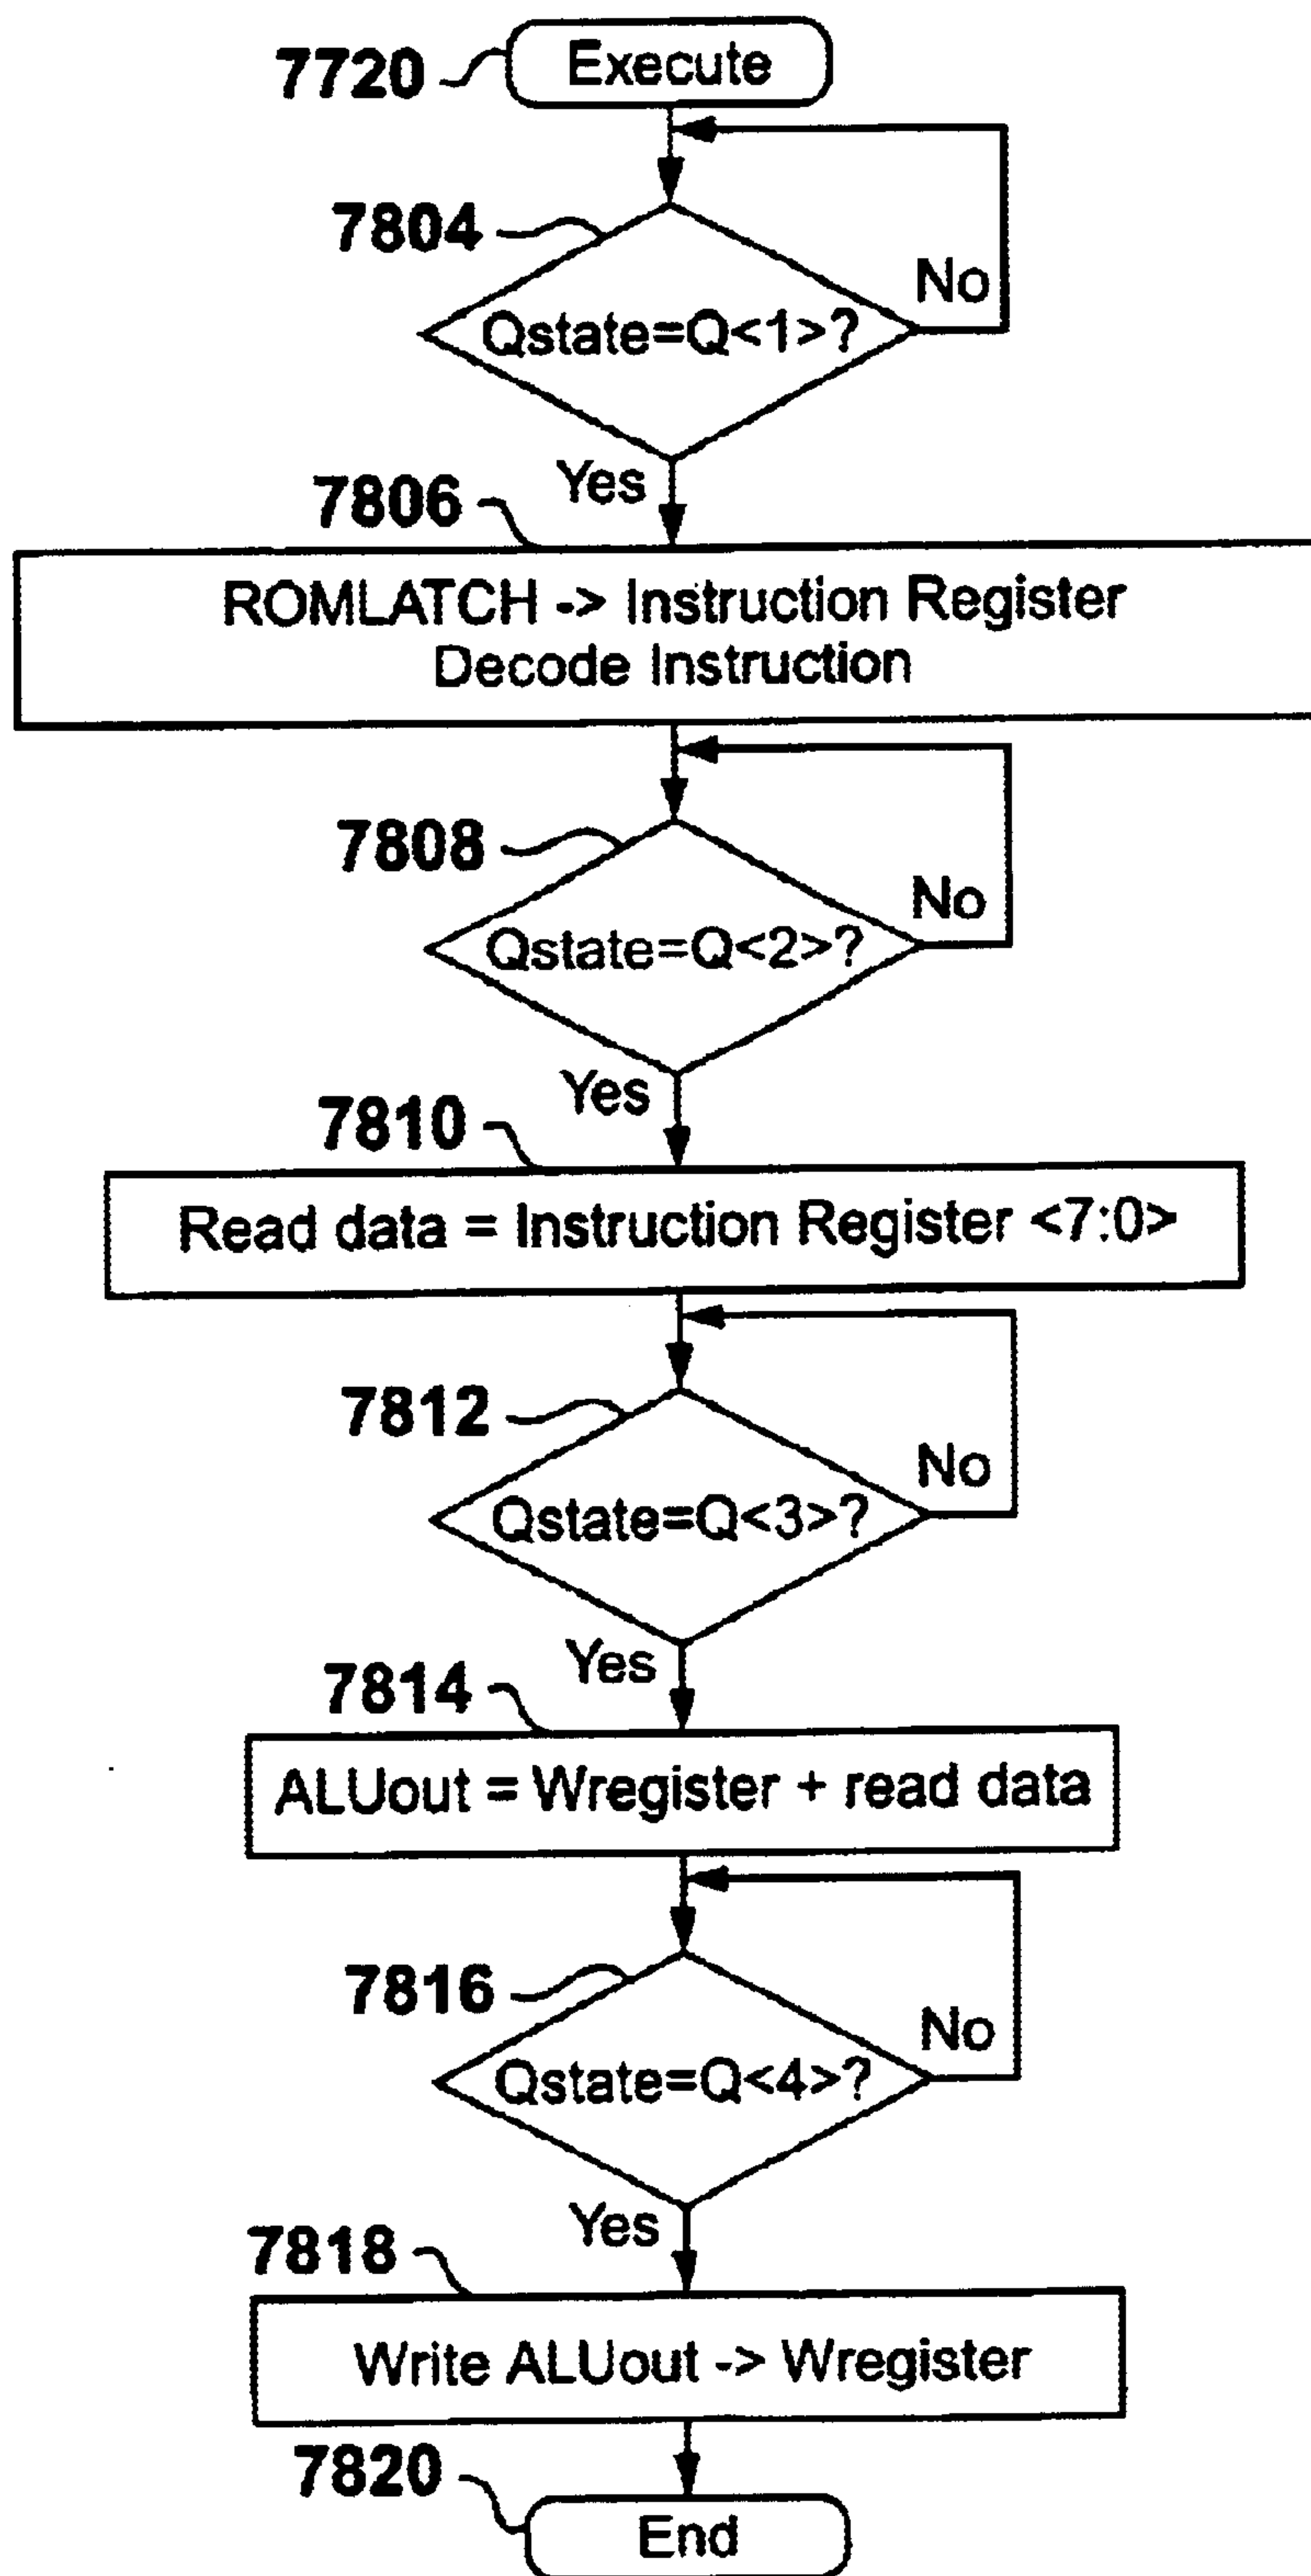 7720 Execute
7804
No
Qstate=Q<1>?
Yes
7806
ROMLATCH -> Instruction Register
Decode Instruction
7808
No
Qstate=Q<2>?
Yes
7810
Read data = Instruction Register <7:0>
7812
No
Qstate=Q<3>?
Yes
7814
ALUout = Wregister + read data
7816
No
Qstate=Q<4>?
Yes
7818
Write ALUout -> Wregister
7820
End